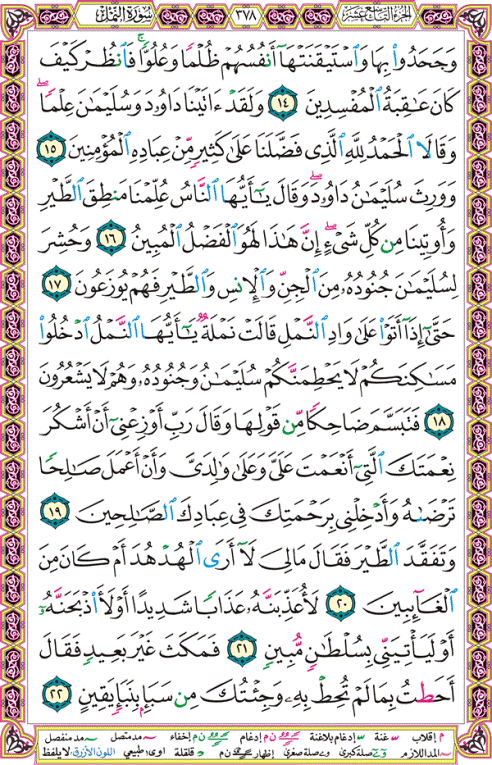 الجزء التاسع عشر
٣٧٨
سورة النمل
وَجَحَدُوا۟ بِهَا وَٱسْتَيْقَنَتْهَآ أَنفُسُهُمْ ظُلْمًا وَعُلُوًّا ۚ فَٱنظُرْ كَيْفَ
كَانَ عَٰقِبَةُ ٱلْمُفْسِدِينَ ١٤ وَلَقَدْ ءَاتَيْنَا دَاوُۥدَ وَسُلَيْمَٰنَ عِلْمًا ۖ
وَقَالَا ٱلْحَمْدُ لِلَّهِ ٱلَّذِى فَضَّلَنَا عَلَىٰ كَثِيرٍ مِّنْ عِبَادِهِ ٱلْمُؤْمِنِينَ ١٥
وَوَرِثَ سُلَيْمَٰنُ دَاوُۥدَ ۖ وَقَالَ يَٰٓأَيُّهَا ٱلنَّاسُ عُلِّمْنَا مَنطِقَ ٱلطَّيْرِ
وَأُوتِينَا مِن كُلِّ شَىْءٍ ۖ إِنَّ هَٰذَا لَهُوَ ٱلْفَضْلُ ٱلْمُبِينُ ١٦ وَحُشِرَ
لِسُلَيْمَٰنَ جُنُودُهُۥ مِنَ ٱلْجِنِّ وَٱلْإِنسِ وَٱلطَّيْرِ فَهُمْ يُوزَعُونَ ١٧
حَتَّىٰٓ إِذَآ أَتَوْا۟ عَلَىٰ وَادِ ٱلنَّمْلِ قَالَتْ نَمْلَةٌ يَٰٓأَيُّهَا ٱلنَّمْلُ ٱدْخُلُوا۟
مَسَٰكِنَكُمْ لَا يَحْطِمَنَّكُمْ سُلَيْمَٰنُ وَجُنُودُهُۥ وَهُمْ لَا يَشْعُرُونَ
١٨ فَتَبَسَّمَ ضَاحِكًا مِّن قَوْلِهَا وَقَالَ رَبِّ أَوْزِعْنِىٓ أَنْ أَشْكُرَ
نِعْمَتَكَ ٱلَّتِىٓ أَنْعَمْتَ عَلَىَّ وَعَلَىٰ وَٰلِدَىَّ وَأَنْ أَعْمَلَ صَٰلِحًا
تَرْضَىٰهُ وَأَدْخِلْنِى بِرَحْمَتِكَ فِى عِبَادِكَ ٱلصَّٰلِحِينَ ١٩
وَتَفَقَّدَ ٱلطَّيْرَ فَقَالَ مَالِىَ لَآ أَرَى ٱلْهُدْهُدَ أَمْ كَانَ مِنَ
ٱلْغَآئِبِينَ ٢٠ لَأُعَذِّبَنَّهُۥ عَذَابًا شَدِيدًا أَوْ لَأَا۟ذْبَحَنَّهُۥٓ
أَوْ لَيَأْتِيَنِّى بِسُلْطَٰنٍ مُّبِينٍ ٢١ فَمَكَثَ غَيْرَ بَعِيدٍ فَقَالَ
أَحَطتُ بِمَا لَمْ تُحِطْ بِهِۦ وَجِئْتُكَ مِن سَبَإٍۭ بِنَبَإٍ يَقِينٍ ٢٢
م إقلاب س غنة إدغام بلاغنة ن م إدغام ن م إخفاء مد متصل مد منفصل
المد اللازم صلة كبرى صلة صغرى إظهار ن م قلقلة اوى: طبيعي اللون الأزرق: لا يلفظ